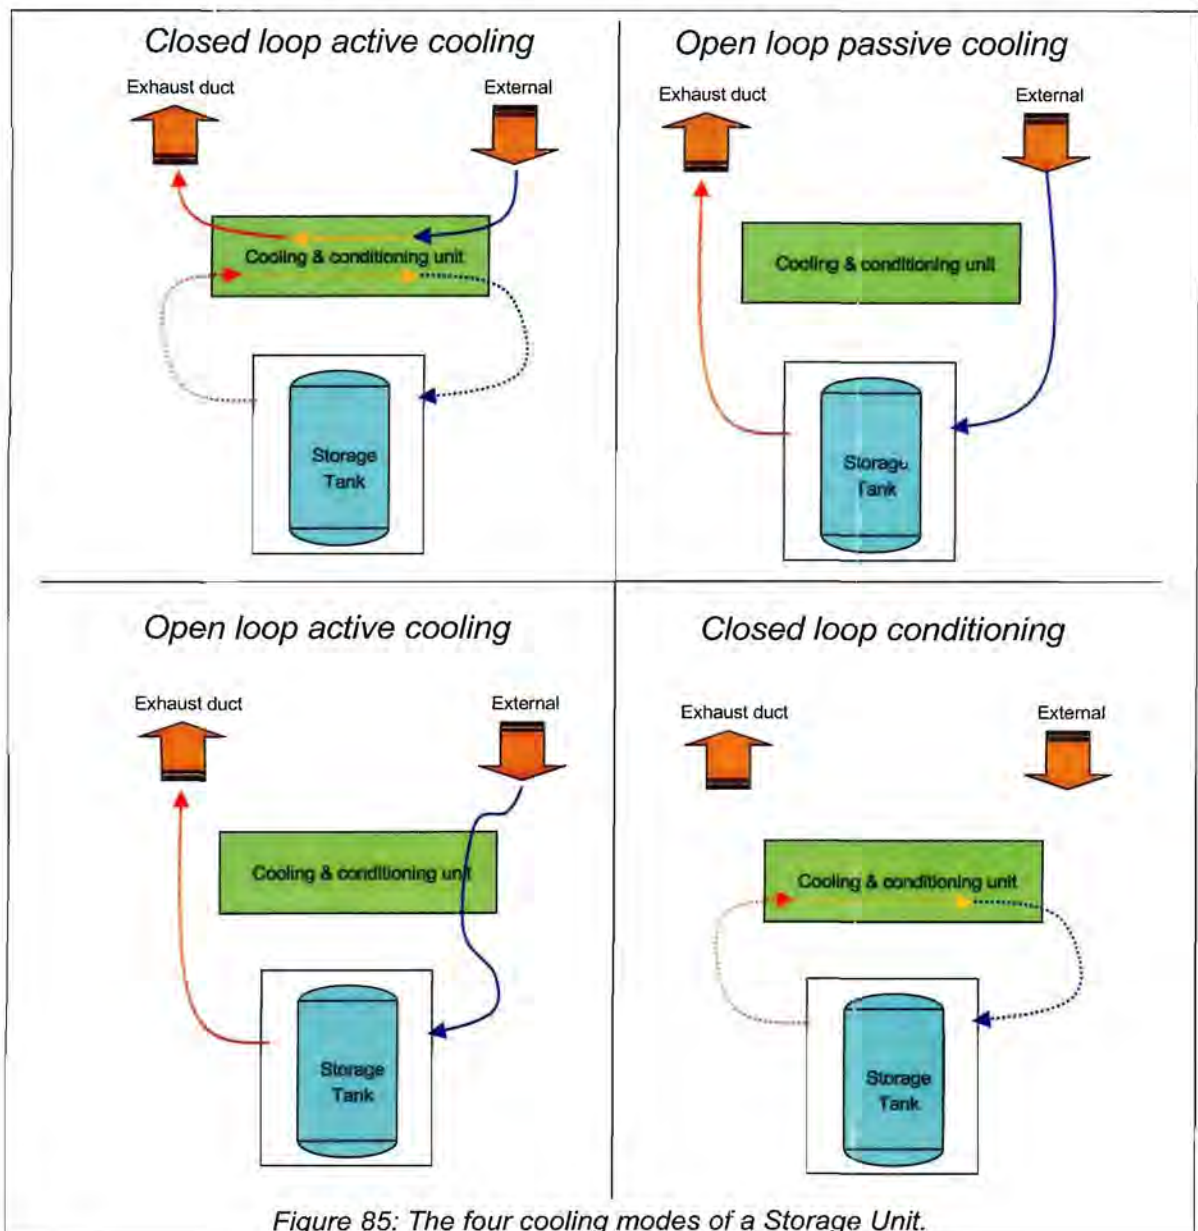 Closed loop active cooling
Exhaust duct
External
Cooling & conditioning unit
Storage
Tank
Open loop passive cooling
Exhaust duct
External
Cooling & conditioning unit
Storage
Tank
Open loop active cooling
Exhaust duct
External
Cooling & conditioning unit
Storage
Tank
Closed loop conditioning
Exhaust duct
External
Cooling & conditioning unit
Storage
Tank
Figure 85: The four cooling modes of a Storage Unit.